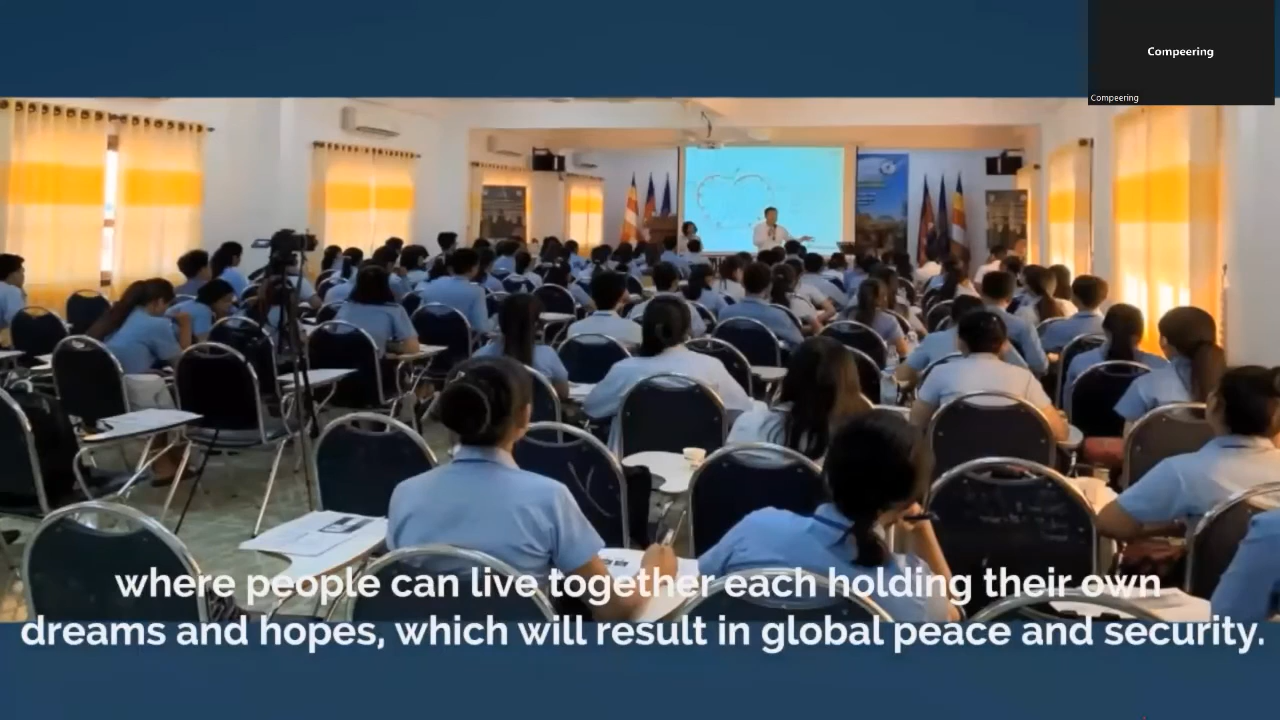 Compeering
Compeering
where people can live together each holding their own
dreams and hopes, which will result in global peace and security.